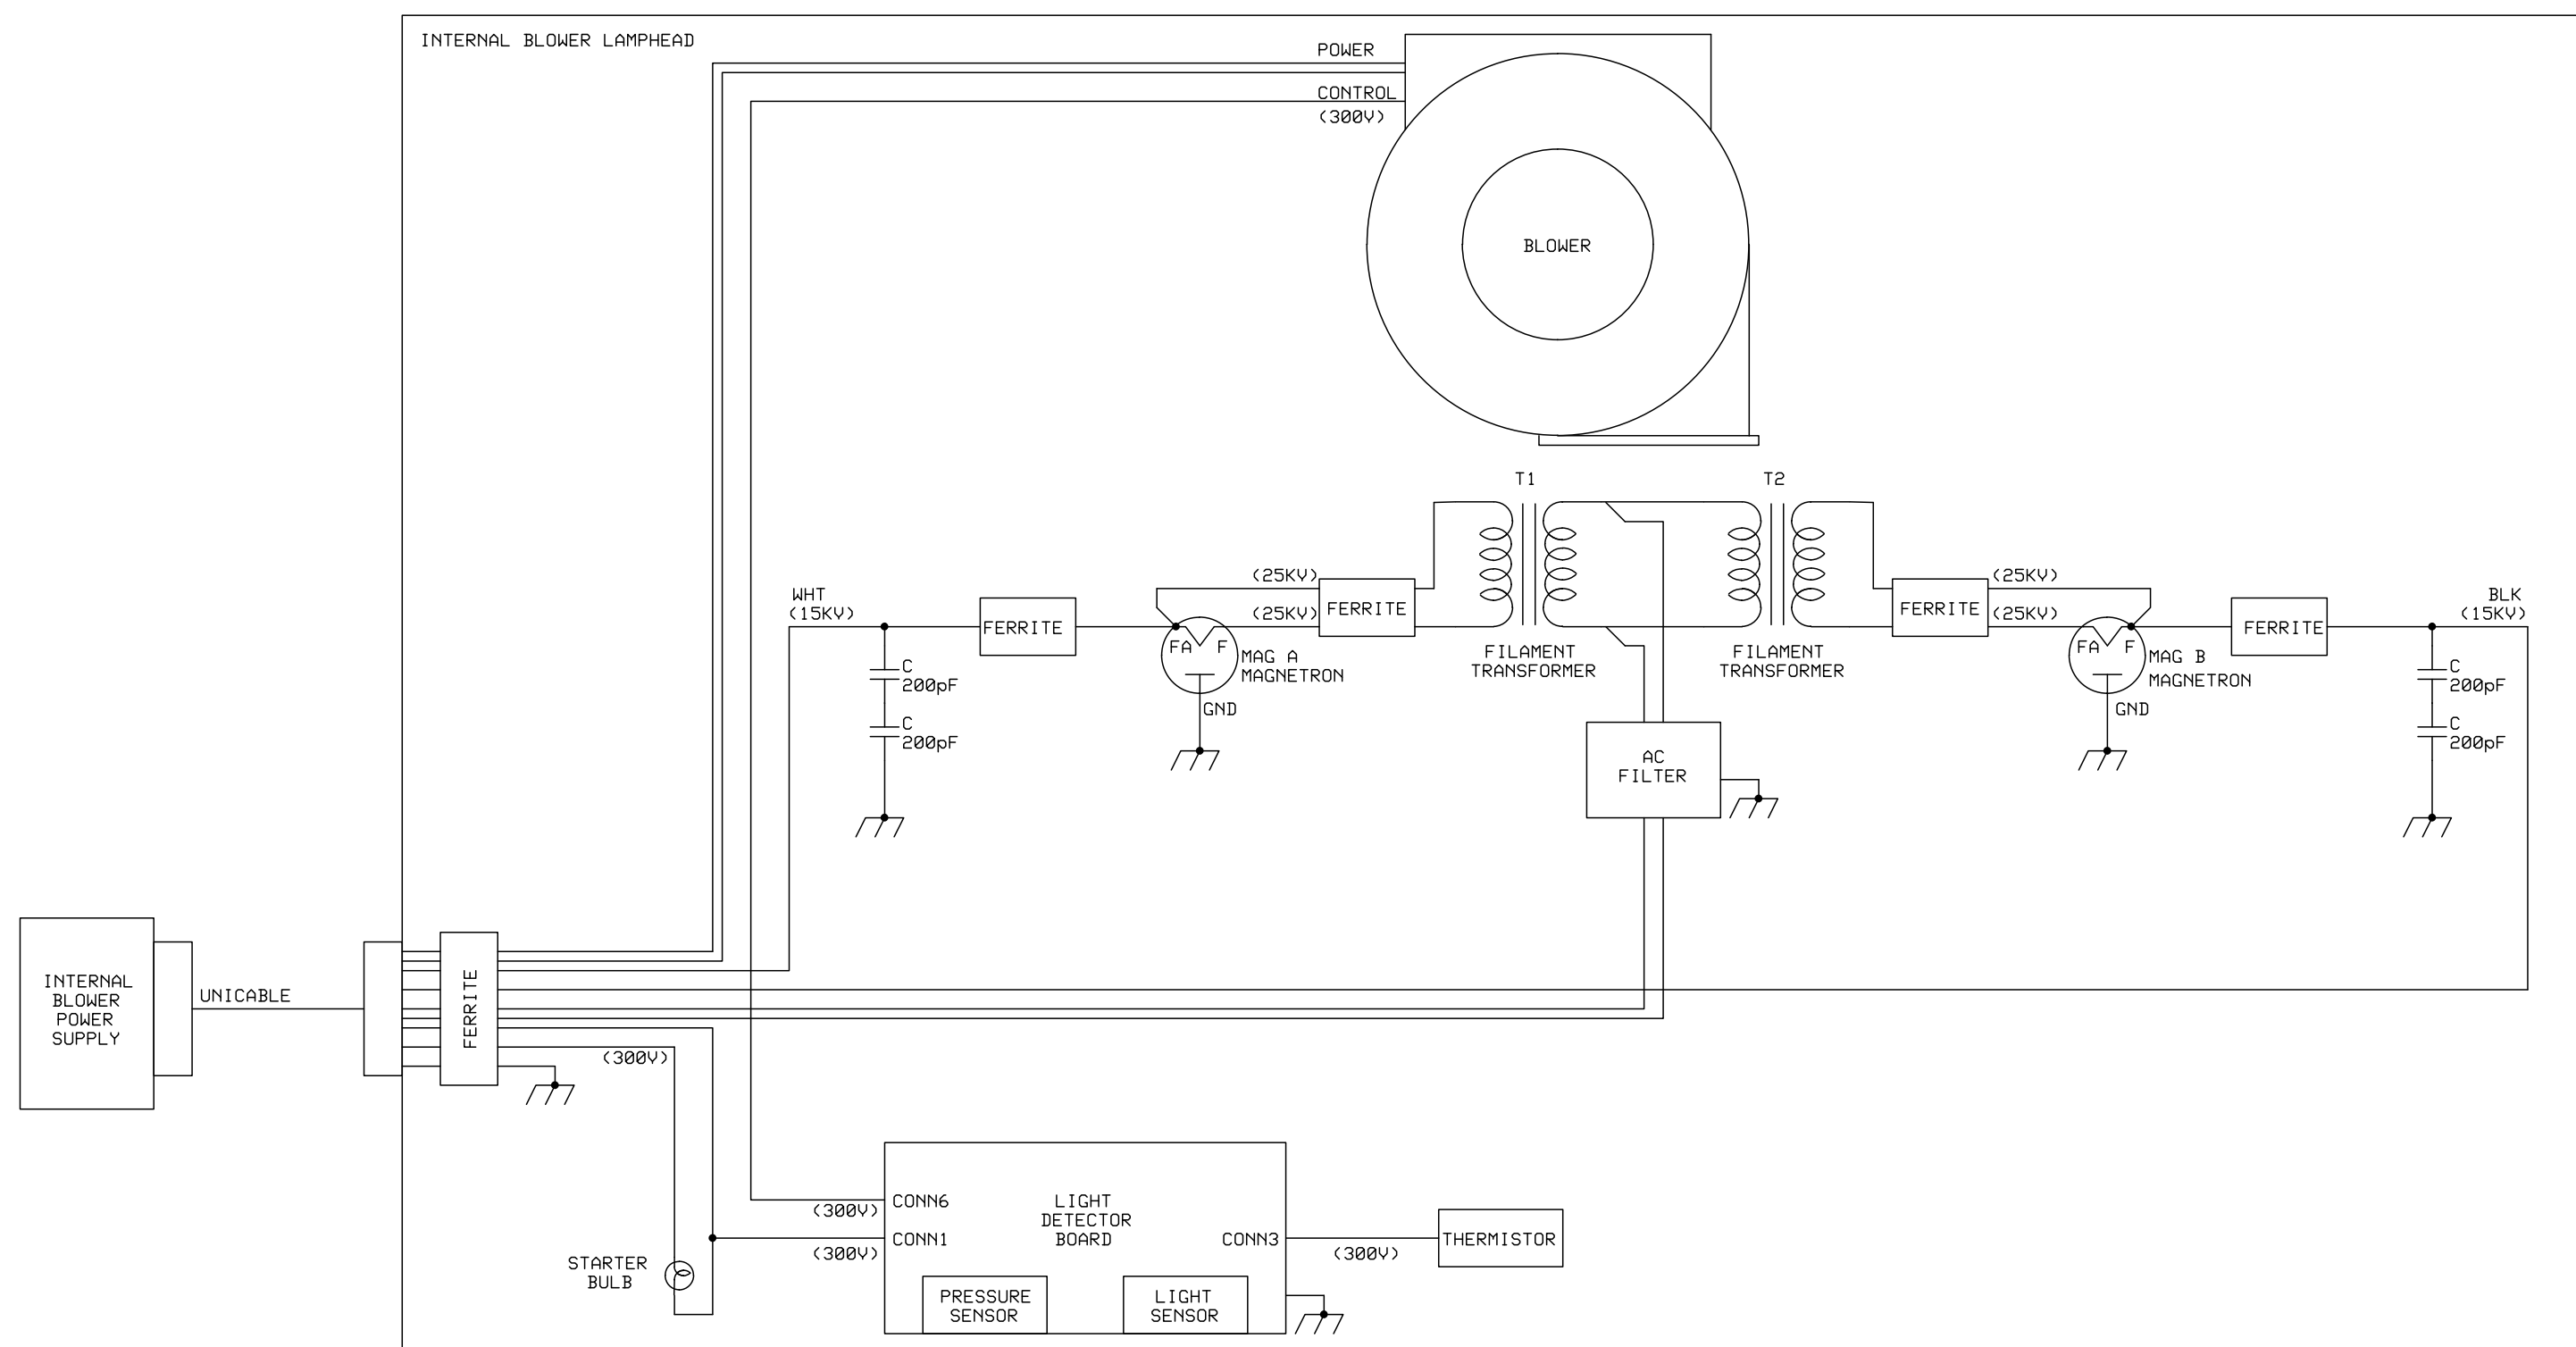 INTERNAL BLOWER LAMPHEAD
POWER
CONTROL
(300V)
BLOWER
T1
T2
WHT
(15KV)
FERRITE
(25KV)
(25KV)
FERRITE
FA F
MAG A
MAGNETRON
GND
C
200pF
C
200pF
FILAMENT
TRANSFORMER
FILAMENT
TRANSFORMER
AC
FILTER
FERRITE
(25KV)
(25KV)
FA F
MAG B
MAGNETRON
GND
FERRITE
BLK
(15KV)
C
200pF
C
200pF
INTERNAL
BLOWER
POWER
SUPPLY
UNICABLE
FERRITE
(300V)
STARTER
BULB
CONN6
(300V)
CONN1
(300V)
LIGHT
DETECTOR
BOARD
CONN3
(300V)
THERMISTOR
PRESSURE
SENSOR
LIGHT
SENSOR